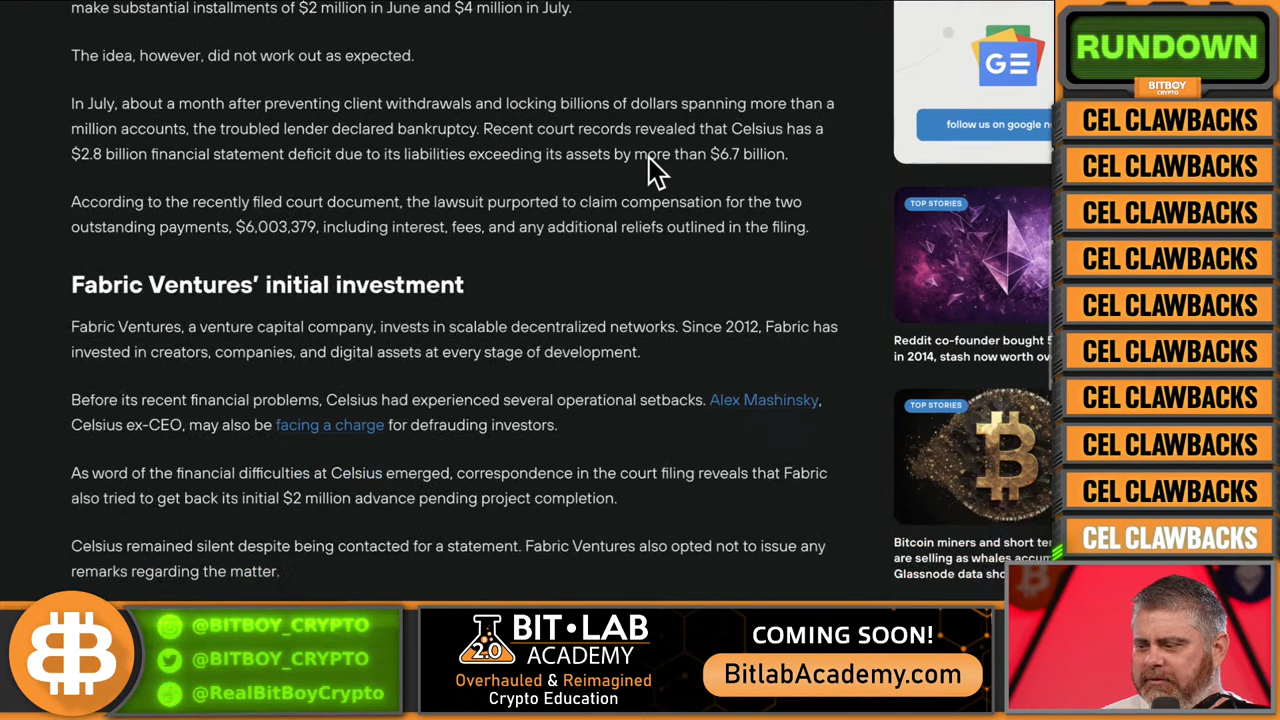 make substantial installments of $2 million in June and $4 million in July.
The idea, however, did not work out as expected.
In July, about a month after preventing client withdrawals and locking billions of dollars spanning more than a
million accounts, the troubled lender declared bankruptcy. Recent court records revealed that Celsius has a
$2.8 billion financial statement deficit due to its liabilities exceeding its assets by more than $6.7 billion.
According to the recently filed court document, the lawsuit purported to claim compensation for the two
outstanding payments, $6,003,379, including interest, fees, and any additional reliefs outlined in the filing.
Fabric Ventures’ initial investment
Fabric Ventures, a venture capital company, invests in scalable decentralized networks. Since 2012, Fabric has
invested in creators, companies, and digital assets at every stage of development.
Before its recent financial problems, Celsius had experienced several operational setbacks. Alex Mashinsky,
Celsius ex-CEO, may also be facing a charge for defrauding investors.
As word of the financial difficulties at Celsius emerged, correspondence in the court filing reveals that Fabric
also tried to get back its initial $2 million advance pending project completion.
Celsius remained silent despite being contacted for a statement. Fabric Ventures also opted not to issue any
remarks regarding the matter.
GE
follow us on google
TOP STORIES
Reddit co-founder bought
in 2014, stash now worth
TOP STORIES
Bitcoin miners and short
are selling as whales
Glassnode data
RUNDOWN
BITBOY
CRYPTO
CEL CLAWBACKS
CEL CLAWBACKS
CEL CLAWBACKS
CEL CLAWBACKS
CEL CLAWBACKS
CEL CLAWBACKS
CEL CLAWBACKS
CEL CLAWBACKS
CEL CLAWBACKS
CEL CLAWBACKS
@BITBOY_CRYPTO
@BITBOY_CRYPTO
@RealBitBoyCrypto
2.0
BIT•LAB
ACADEMY
Overhauled & Reimagined
Crypto Education
COMING SOON!
BitlabAcademy.com